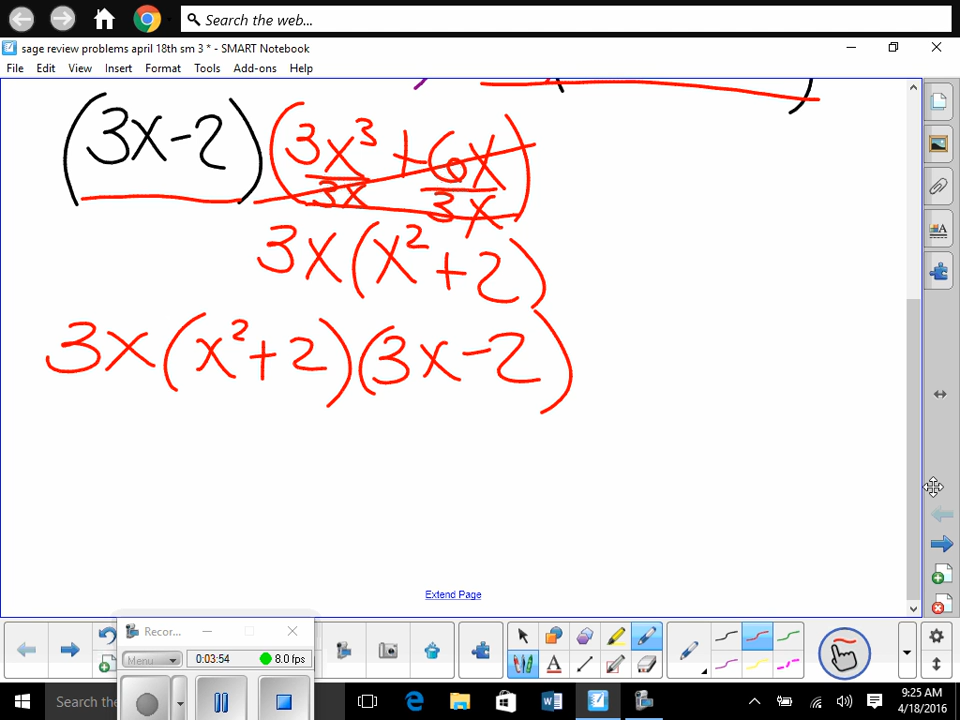 Search the web...
sage review problems april 18th sm 3 * - SMART Notebook
File Edit View Insert Format Tools Add-ons Help
(3x-2) (3x³ + 6x)
3x 3x
3x(x² + 2)
3x(x² + 2)(3x - 2)
Extend Page
Recor...
Menu 0:03:54 8.0 fps
Search the
9:25 AM
4/18/2016